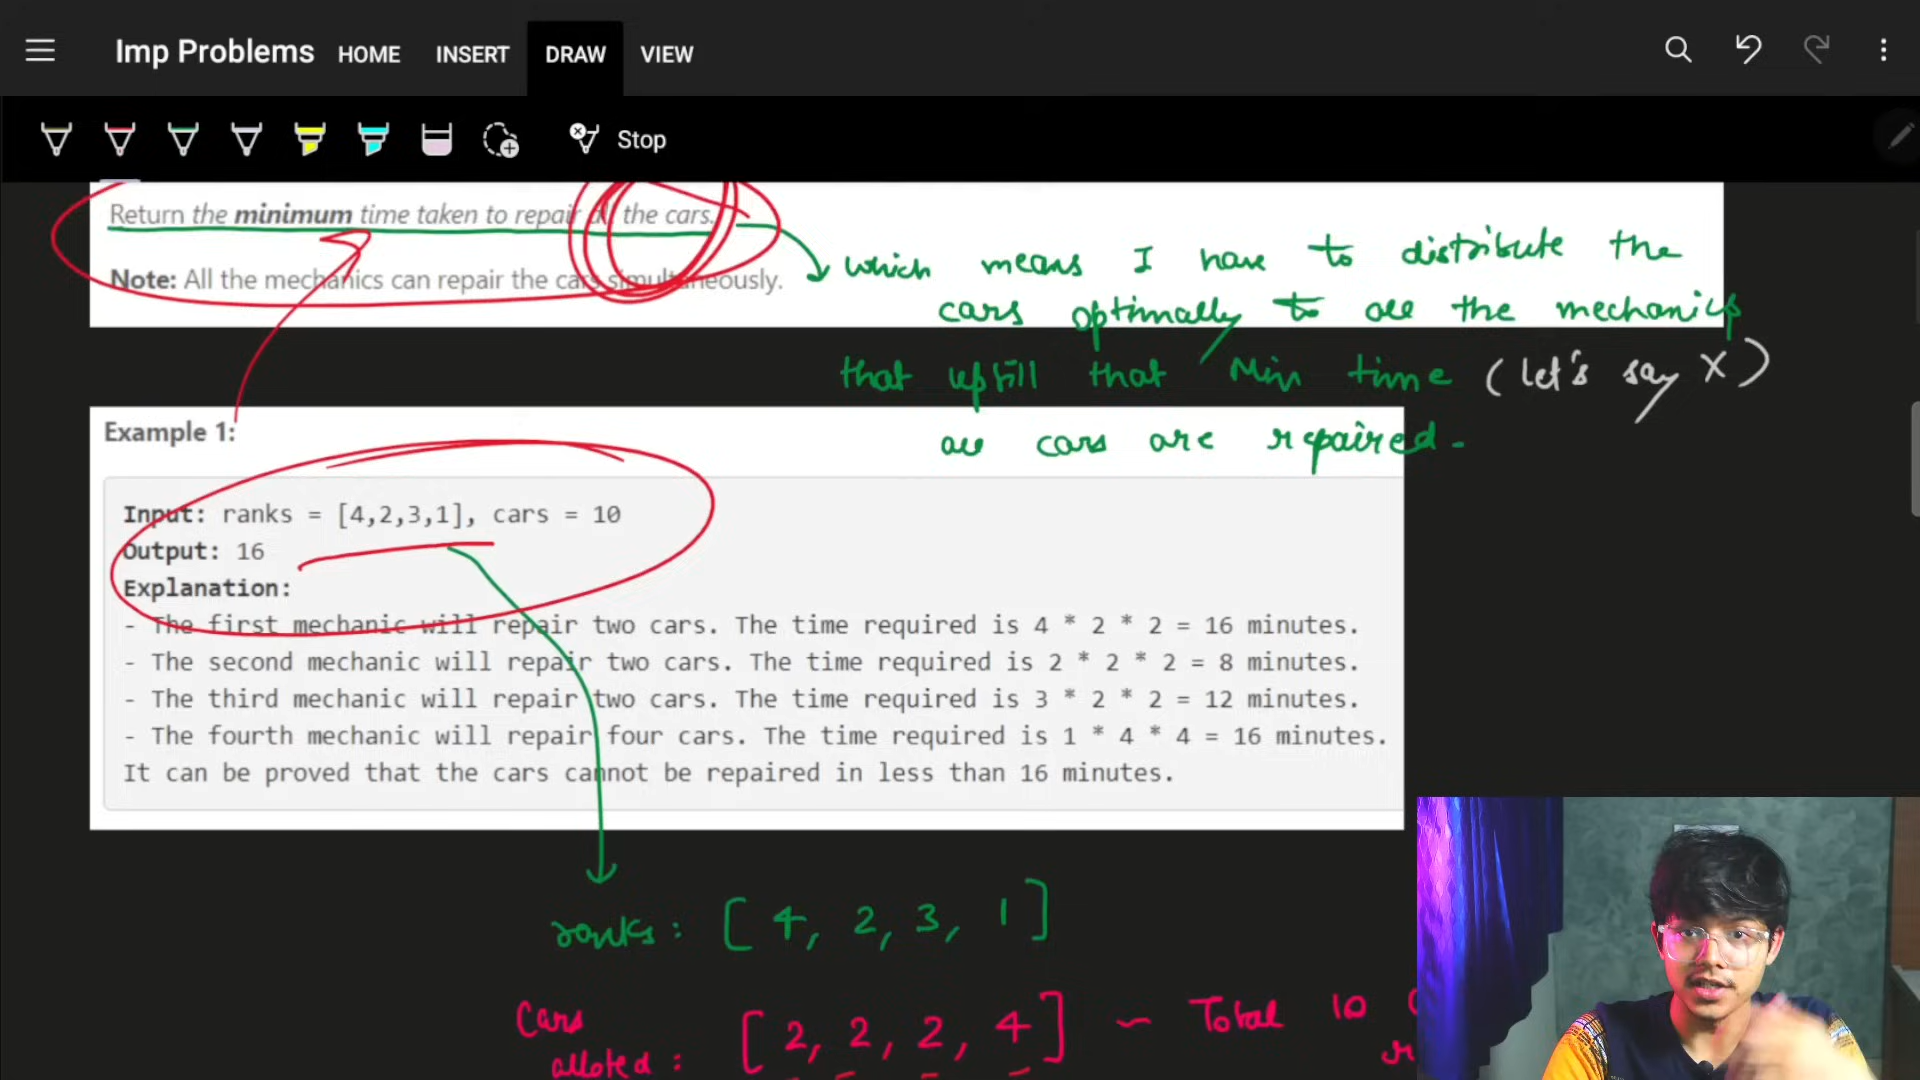 Imp Problems HOME INSERT DRAW VIEW
Stop
Return the minimum time taken to repair all the cars.
Note: All the mechanics can repair the cars simultaneously.
which means I have to distribute the
cars optimally to all the mechanics
that uptill that Min time (let's say X)
all cars are repaired.
Example 1:
Input: ranks = [4,2,3,1], cars = 10
Output: 16
Explanation:
- The first mechanic will repair two cars. The time required is 4 * 2 * 2 = 16 minutes.
- The second mechanic will repair two cars. The time required is 2 * 2 * 2 = 8 minutes.
- The third mechanic will repair two cars. The time required is 3 * 2 * 2 = 12 minutes.
- The fourth mechanic will repair four cars. The time required is 1 * 4 * 4 = 16 minutes.
It can be proved that the cars cannot be repaired in less than 16 minutes.
ranks: [4, 2, 3, 1]
Cars
alloted: [2, 2, 2, 4] ~ Total 10